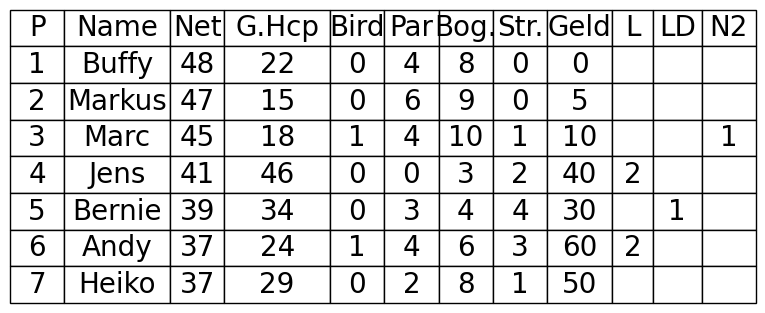 P Name Net G.Hcp Bird Par Bog. Str. Geld L LD N2
1 Buffy 48 22 0 4 8 0 0
2 Markus 47 15 0 6 9 0 5
3 Marc 45 18 1 4 10 1 10 1
4 Jens 41 46 0 0 3 2 40 2
5 Bernie 39 34 0 3 4 4 30 1
6 Andy 37 24 1 4 6 3 60 2
7 Heiko 37 29 0 2 8 1 50